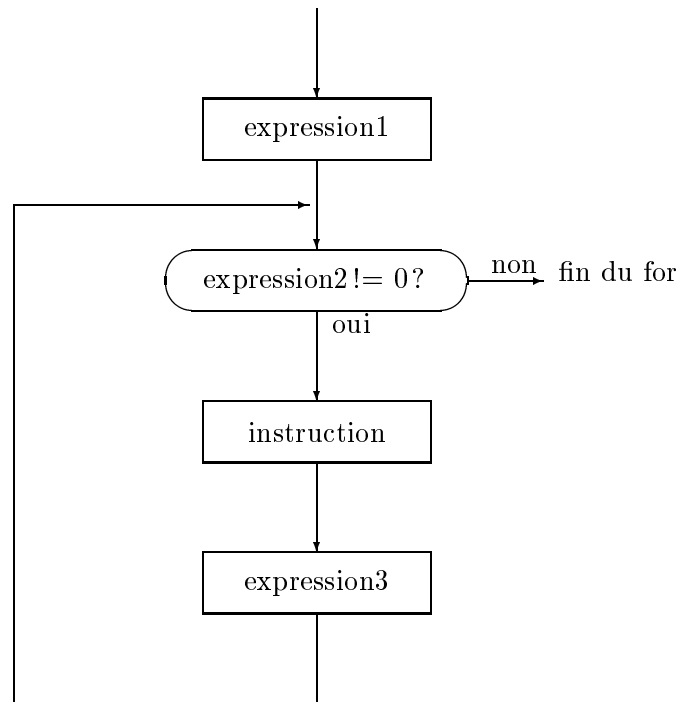 expression1
expression2 != 0 ?
non
fin du for
oui
instruction
expression3